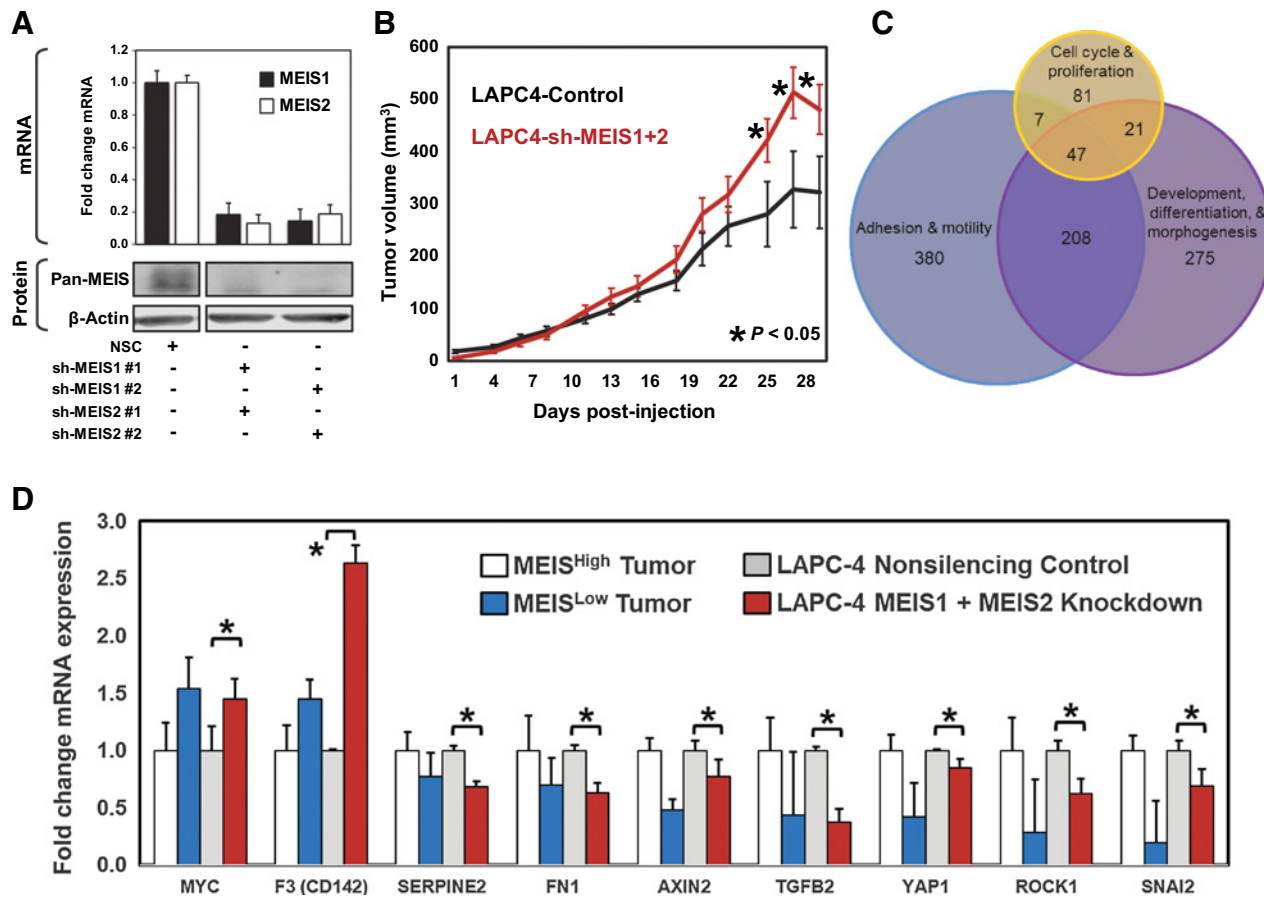 A
mRNA
Fold change mRNA
1.2
1.0
0.8
0.6
0.4
0.2
0.0
MEIS1
MEIS2
Protein
Pan-MEIS
β-Actin
NSC + - -
sh-MEIS1 #1 - + -
sh-MEIS1 #2 - - +
sh-MEIS2 #1 - + -
sh-MEIS2 #2 - - +
B
Tumor volume (mm³)
600
500
400
300
200
100
0
LAPC4-Control
LAPC4-sh-MEIS1+2
* * *
* P < 0.05
1 4 7 10 13 16 19 22 25 28
Days post-injection
C
Cell cycle &
proliferation
81
7
21
47
Adhesion & motility
380
208
Development,
differentiation, &
morphogenesis
275
D
Fold change mRNA expression
3.0
2.5
2.0
1.5
1.0
0.5
0.0
MEISHigh Tumor
MEISLow Tumor
LAPC-4 Nonsilencing Control
LAPC-4 MEIS1 + MEIS2 Knockdown
* * * * * * * * *
MYC F3 (CD142) SERPINE2 FN1 AXIN2 TGFB2 YAP1 ROCK1 SNAI2